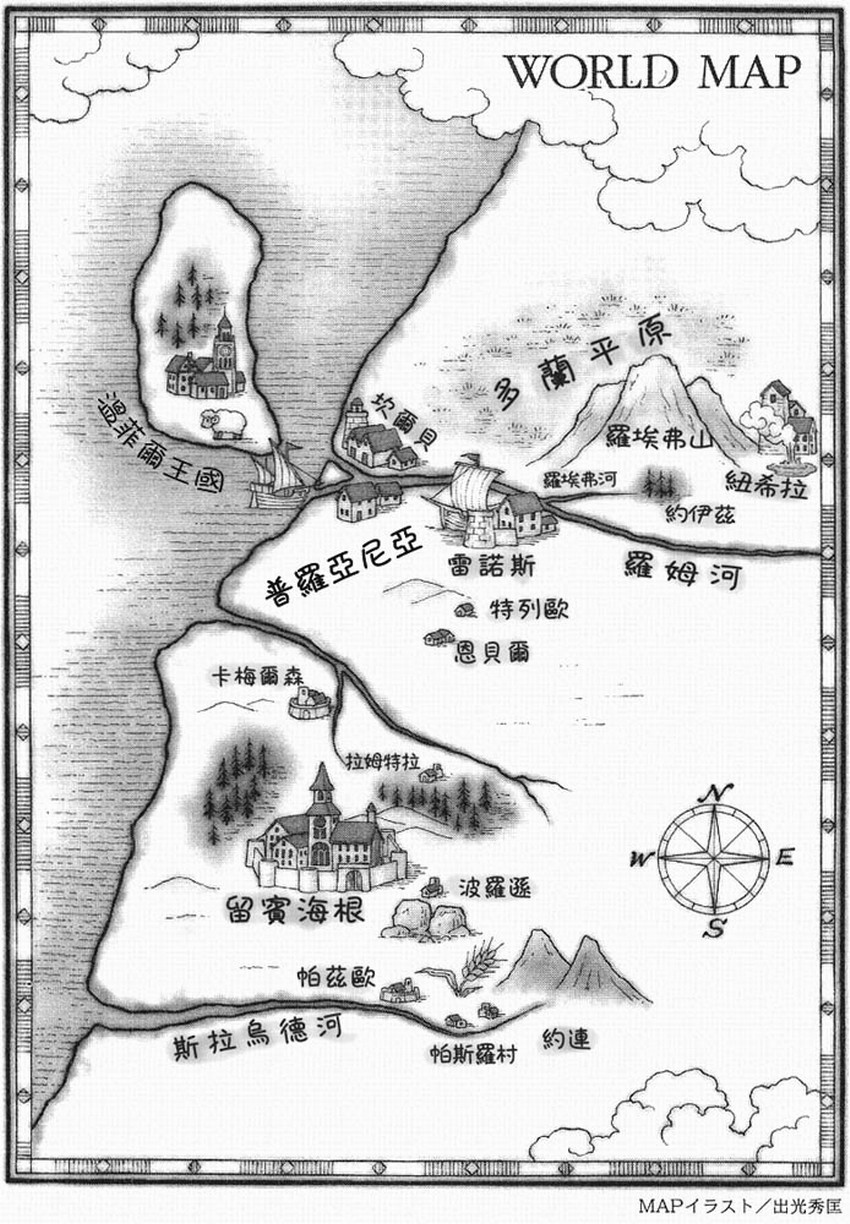 WORLD MAP
多蘭平原
坎爾貝
羅埃弗山
溫菲爾王國
羅埃弗河
紐希拉
約伊茲
普羅亞尼亞
雷諾斯
羅姆河
特列歐
恩貝爾
卡梅爾森
拉姆特拉
N
W
E
S
波羅遜
留賓海根
帕茲歐
斯拉烏德河
帕斯羅村
約連
MAPイラスト／出光秀匡